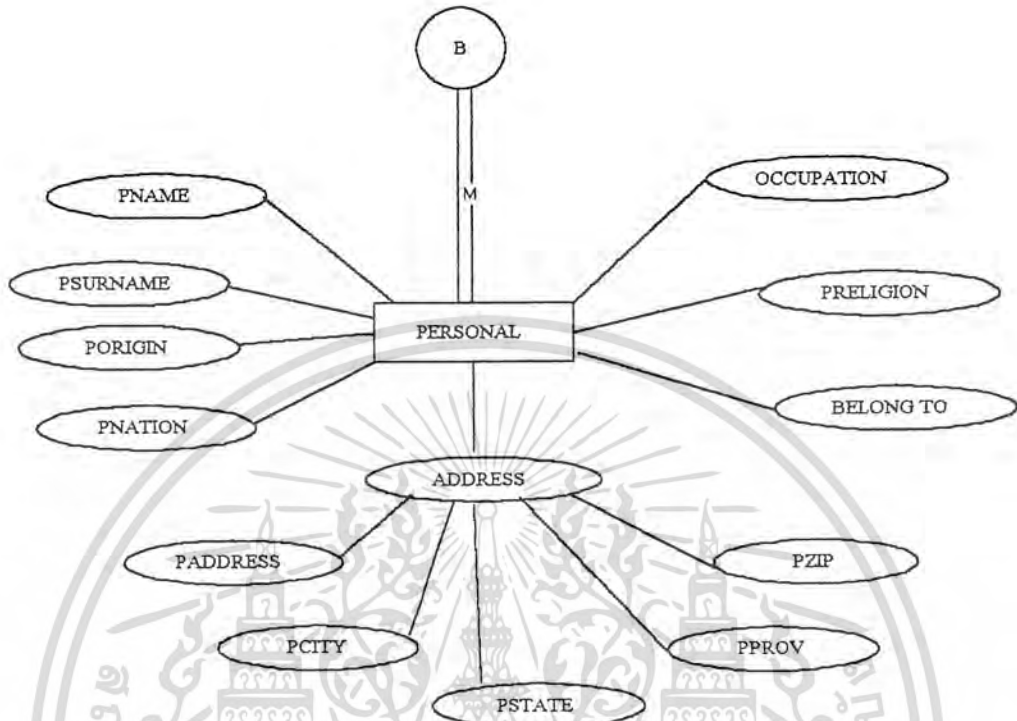 B
M
PNAME
OCCUPATION
PSURNAME
PRELIGION
PERSONAL
PORIGIN
PNATION
BELONG TO
ADDRESS
PADDRESS
PZIP
PCITY
PPROV
PSTATE